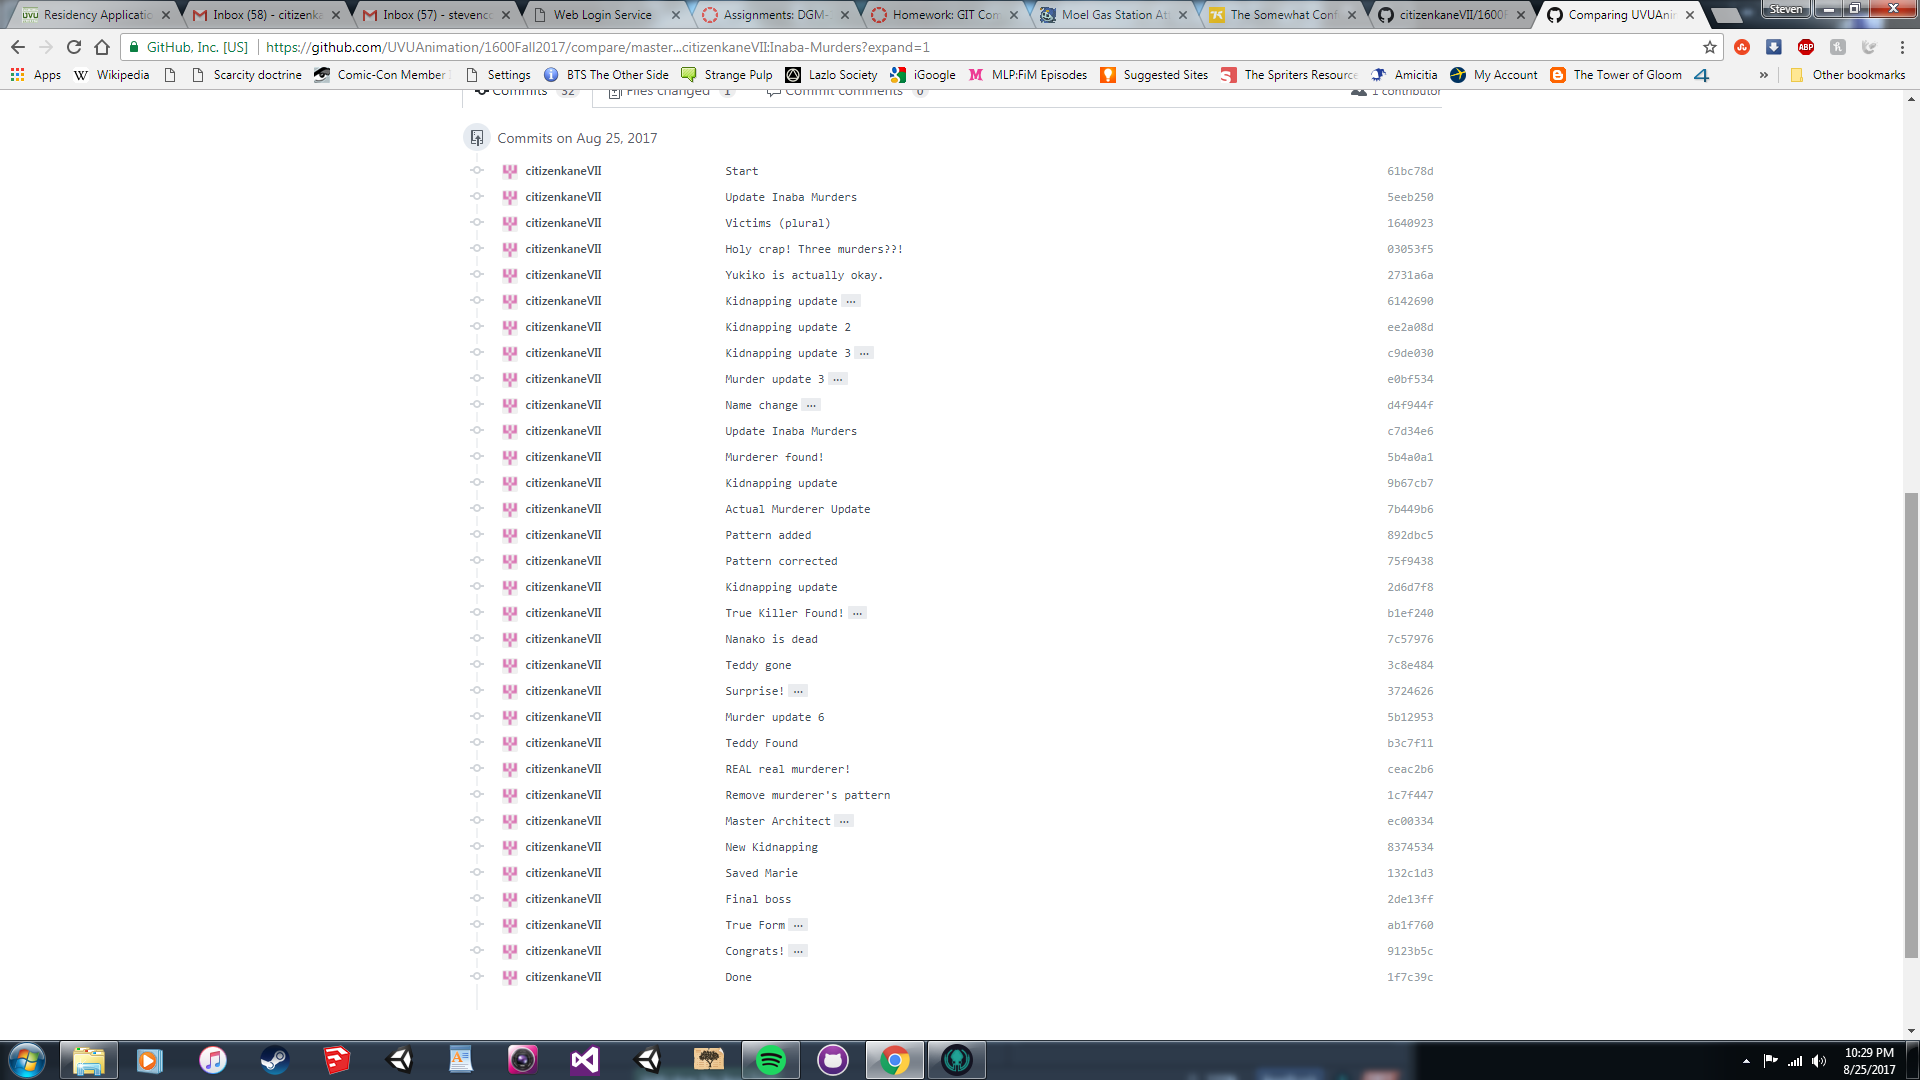 Residency Applicatio
Inbox (58) - citizenka
Inbox (57) - stevenco
Web Login Service
Assignments: DGM-
Homework: GIT Com
Moel Gas Station Att
The Somewhat Conf
citizenkaneVII/1600F
Comparing UVUAni
Steven
GitHub, Inc. [US]
https://github.com/UVUAnimation/1600Fall2017/compare/master...citizenkaneVII:Inaba-Murders?expand=1
Apps
Wikipedia
Scarcity doctrine
Comic-Con Member I
Settings
BTS The Other Side
Strange Pulp
Lazlo Society
iGoogle
MLP:FiM Episodes
Suggested Sites
The Spriters Resource
Amicitia
My Account
The Tower of Gloom
»
Other bookmarks
Commits 32
Files changed 1
Commit comments 0
1 contributor
Commits on Aug 25, 2017
citizenkaneVII Start 61bc78d
citizenkaneVII Update Inaba Murders 5eeb250
citizenkaneVII Victims (plural) 1640923
citizenkaneVII Holy crap! Three murders??! 03053f5
citizenkaneVII Yukiko is actually okay. 2731a6a
citizenkaneVII Kidnapping update … 6142690
citizenkaneVII Kidnapping update 2 ee2a08d
citizenkaneVII Kidnapping update 3 … c9de030
citizenkaneVII Murder update 3 … e0bf534
citizenkaneVII Name change … d4f944f
citizenkaneVII Update Inaba Murders c7d34e6
citizenkaneVII Murderer found! 5b4a0a1
citizenkaneVII Kidnapping update 9b67cb7
citizenkaneVII Actual Murderer Update 7b449b6
citizenkaneVII Pattern added 892dbc5
citizenkaneVII Pattern corrected 75f9438
citizenkaneVII Kidnapping update 2d6d7f8
citizenkaneVII True Killer Found! … b1ef240
citizenkaneVII Nanako is dead 7c57976
citizenkaneVII Teddy gone 3c8e484
citizenkaneVII Surprise! … 3724626
citizenkaneVII Murder update 6 5b12953
citizenkaneVII Teddy Found b3c7f11
citizenkaneVII REAL real murderer! ceac2b6
citizenkaneVII Remove murderer's pattern 1c7f447
citizenkaneVII Master Architect … ec00334
citizenkaneVII New Kidnapping 8374534
citizenkaneVII Saved Marie 132c1d3
citizenkaneVII Final boss 2de13ff
citizenkaneVII True Form … ab1f760
citizenkaneVII Congrats! … 9123b5c
citizenkaneVII Done 1f7c39c
10:29 PM
8/25/2017